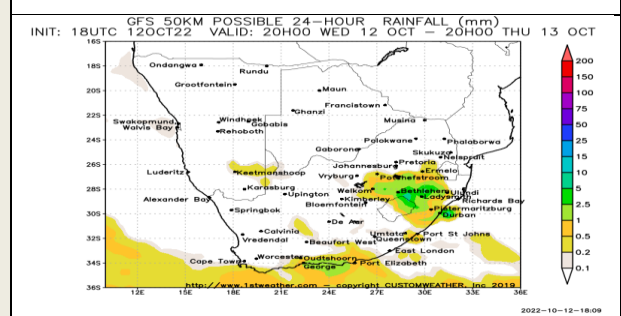 GFS 50KM POSSIBLE 24-HOUR RAINFALL (mm)
INIT: 18UTC 12OCT22 VALID: 20H00 WED 12 OCT - 20H00 THU 13 OCT
16S
Ondangwa
Rundu
18S
Grootfontein
Maun
20S
Francistown
Ghanzi
22S
Swakopmund
Windhoek
Gobabis
Musina
Walvis Bay
Rehoboth
24S
Polokwane
Phalaborwa
Gaborone
Skukuza
Nelspruit
26S
Johannesburg
Pretoria
Luderitz
Keetmanshoop
Vryburg
Potchefstroom
Ermelo
28S
Karasburg
Upington
Welkom
Bethlehem
Ulundi
Alexander Bay
Kimberley
Ladysmith
Richards Bay
Bloemfontein
30S
Springbok
Pietermaritzburg
Durban
De Aar
Calvinia
Umtata
Port St Johns
32S
Vredendal
Beaufort West
Queenstown
East London
Cape Town
Worcester
Oudtshoorn
34S
George
Port Elizabeth
http://www.1stweather.com - copyright CUSTOMWEATHER, Inc 2019
36S
12E 15E 18E 21E 24E 27E 30E 33E 36E
200
150
100
75
50
25
15
10
5
2.5
1
0.5
0.2
0.1
2022-10-12-18:09